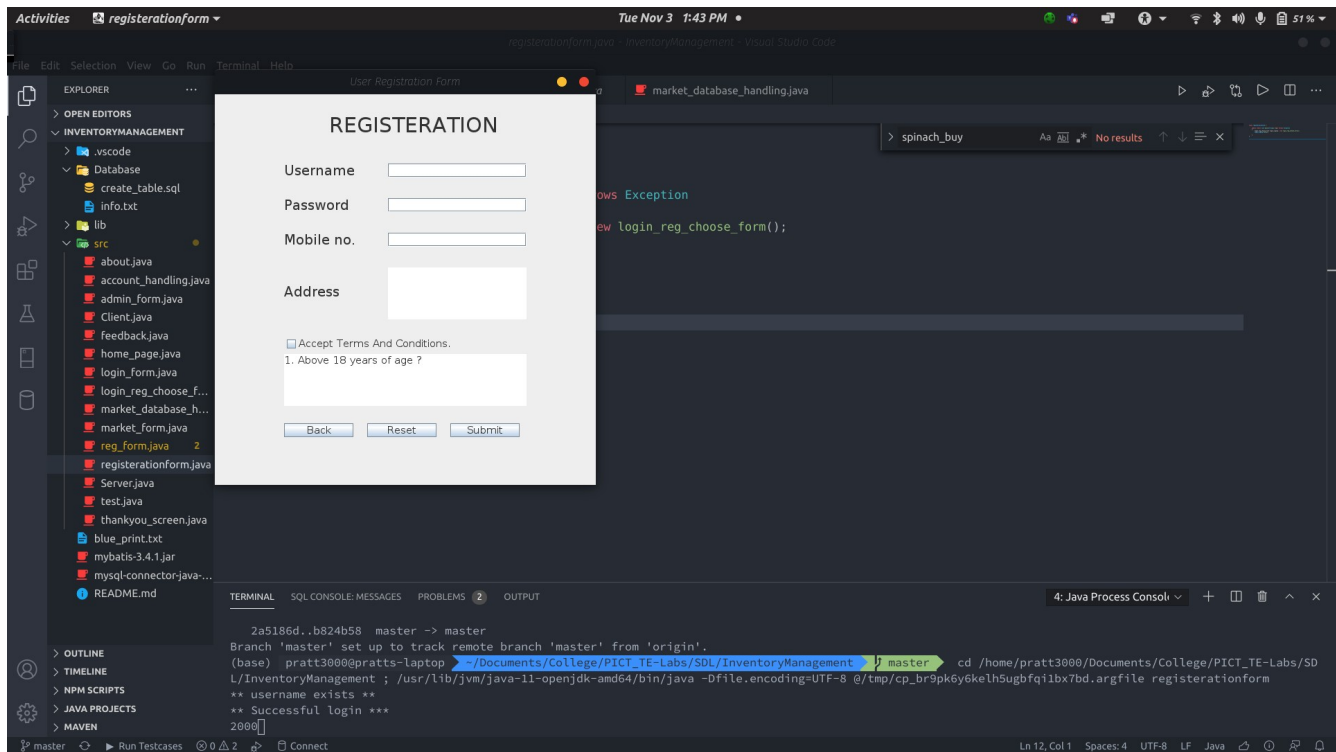 Activities registerationform
Tue Nov 3 1:43 PM
51 %
registerationform.java - InventoryManagement - Visual Studio Code
File Edit Selection View Go Run Terminal Help
EXPLORER
OPEN EDITORS
INVENTORYMANAGEMENT
.vscode
Database
create_table.sql
info.txt
lib
src
about.java
account_handling.java
admin_form.java
Client.java
feedback.java
home_page.java
login_form.java
login_reg_choose_f...
market_database_h...
market_form.java
reg_form.java 2
registerationform.java
Server.java
test.java
thankyou_screen.java
blue_print.txt
mybatis-3.4.1.jar
mysql-connector-java-...
README.md
OUTLINE
TIMELINE
NPM SCRIPTS
JAVA PROJECTS
MAVEN
User Registration Form
REGISTERATION
Username
Password
Mobile no.
Address
Accept Terms And Conditions.
1. Above 18 years of age ?
Back Reset Submit
market_database_handling.java
spinach_buy Aa Abl .* No results
ows Exception
ew login_reg_choose_form();
TERMINAL SQL CONSOLE: MESSAGES PROBLEMS 2 OUTPUT
4: Java Process Consol
2a5186d..b824b58 master -> master
Branch 'master' set up to track remote branch 'master' from 'origin'.
(base) pratt3000@pratts-laptop ~/Documents/College/PICT_TE-Labs/SDL/InventoryManagement master cd /home/pratt3000/Documents/College/PICT_TE-Labs/SD
L/InventoryManagement ; /usr/lib/jvm/java-11-openjdk-amd64/bin/java -Dfile.encoding=UTF-8 @/tmp/cp_br9pk6y6kelh5ugbfqi1bx7bd.argfile registerationform
** username exists **
** Successful login ***
2000
master Run Testcases 0 2 Connect
Ln 12, Col 1 Spaces: 4 UTF-8 LF Java